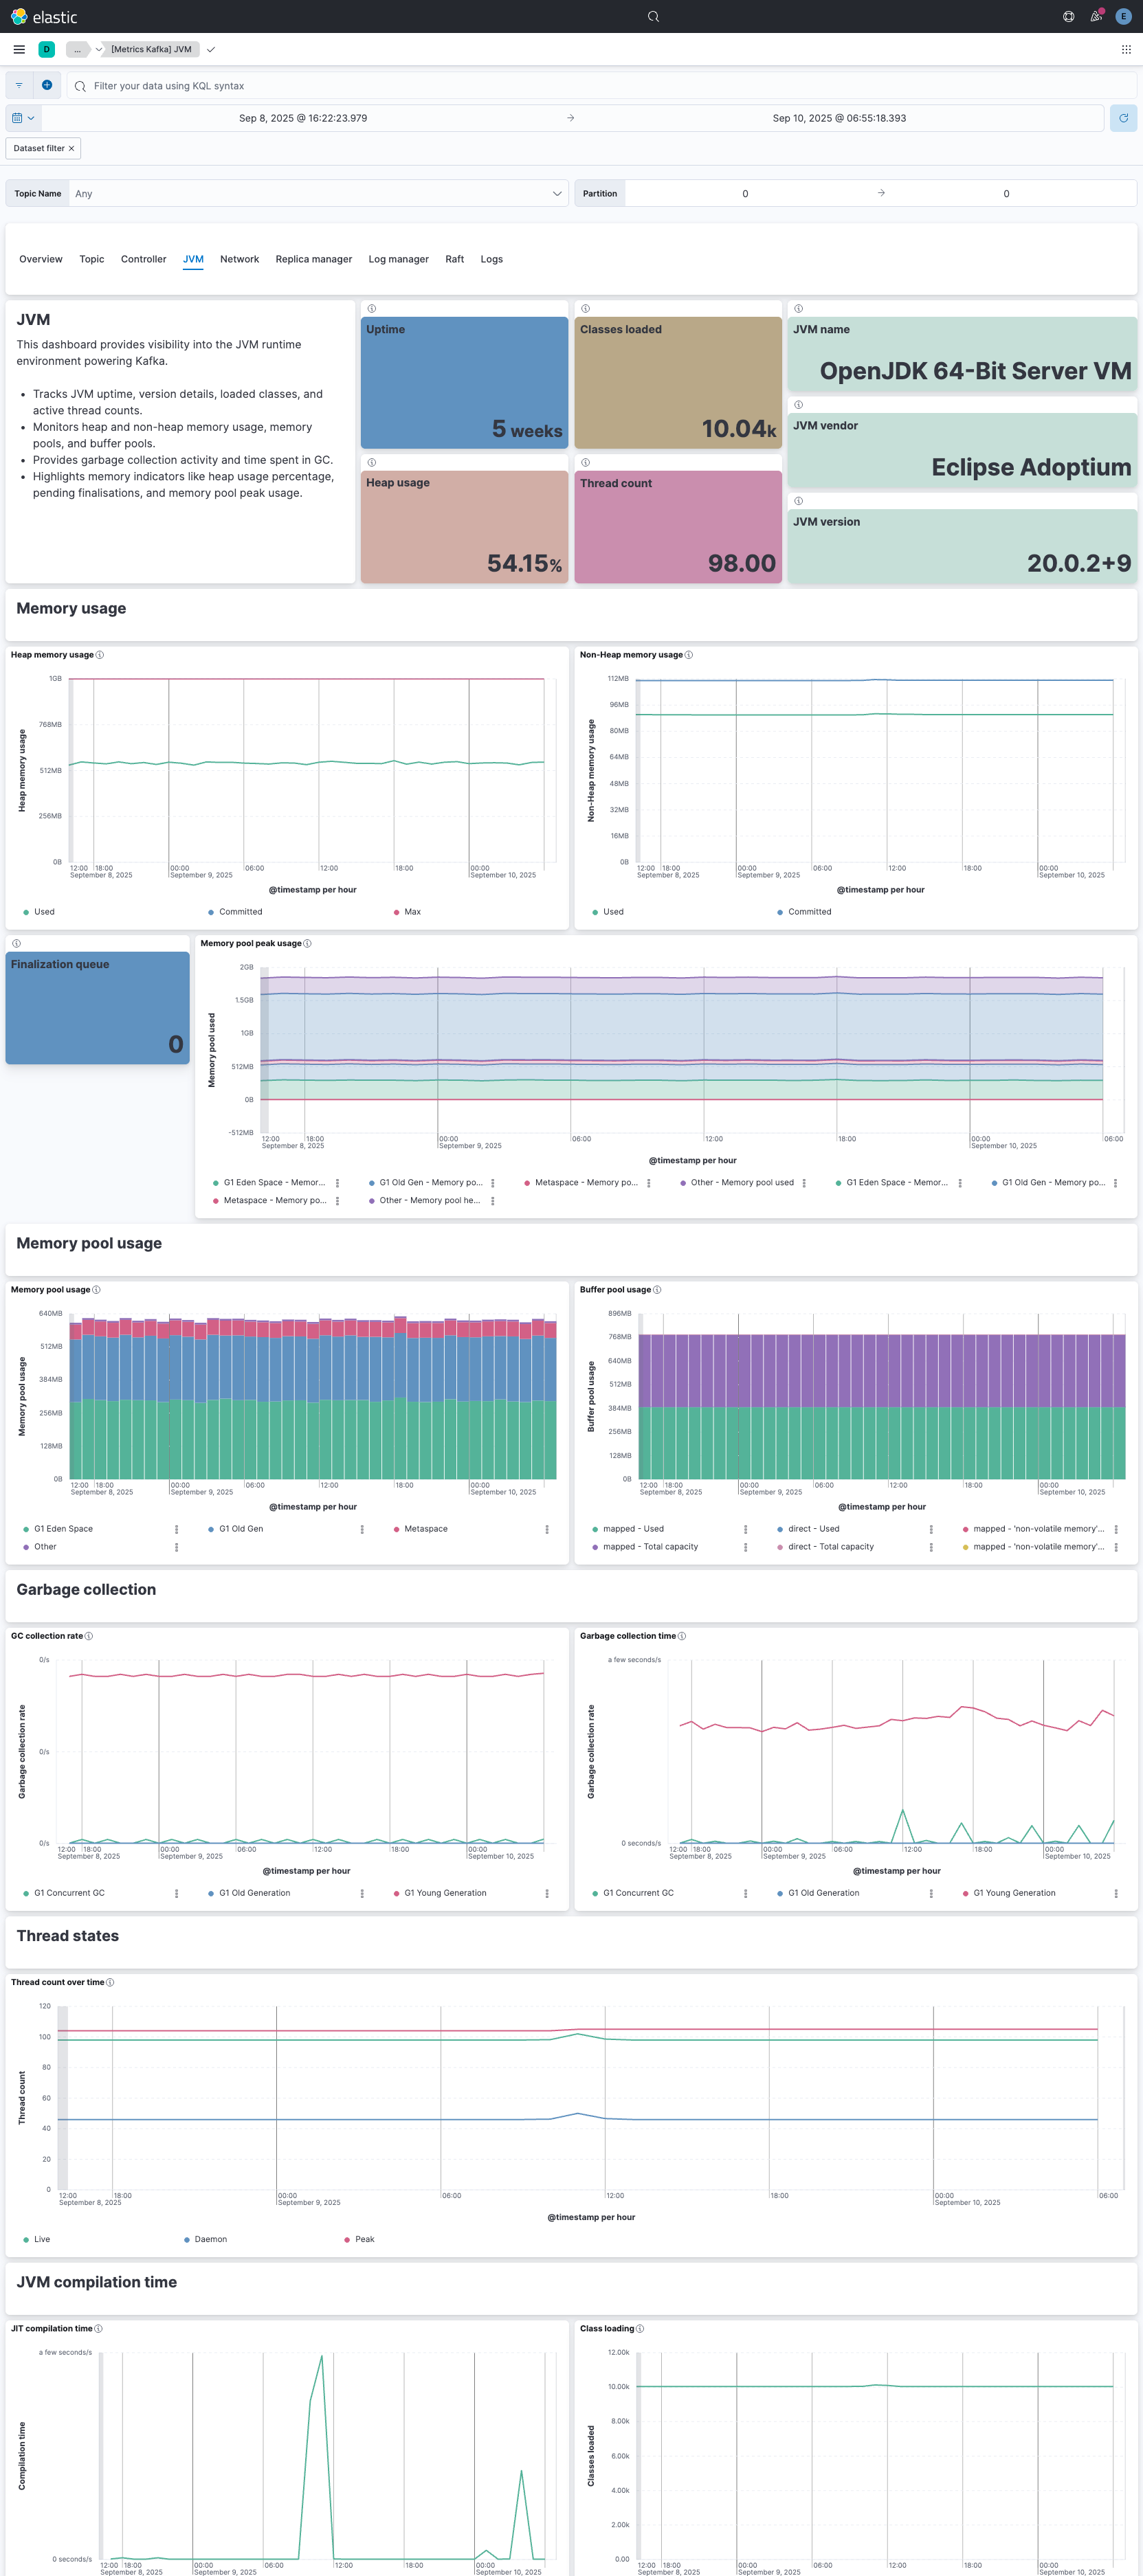 elastic
E
D
...
[Metrics Kafka] JVM
Filter your data using KQL syntax
Sep 8, 2025 @ 16:22:23.979
Sep 10, 2025 @ 06:55:18.393
Dataset filter
Topic Name Any
Partition 0 → 0
Overview Topic Controller JVM Network Replica manager Log manager Raft Logs
JVM
This dashboard provides visibility into the JVM runtime
environment powering Kafka.
• Tracks JVM uptime, version details, loaded classes, and
active thread counts.
• Monitors heap and non-heap memory usage, memory
pools, and buffer pools.
• Provides garbage collection activity and time spent in GC.
• Highlights memory indicators like heap usage percentage,
pending finalisations, and memory pool peak usage.
Uptime
5 weeks
Classes loaded
10.04k
JVM name
OpenJDK 64-Bit Server VM
JVM vendor
Eclipse Adoptium
Heap usage
54.15%
Thread count
98.00
JVM version
20.0.2+9
Memory usage
Heap memory usage
1GB
768MB
512MB
256MB
0B
Heap memory usage
12:00 18:00 00:00 06:00 12:00 18:00 00:00
September 8, 2025 September 9, 2025 September 10, 2025
@timestamp per hour
Used Committed Max
Non-Heap memory usage
112MB
96MB
80MB
64MB
48MB
32MB
16MB
0B
Non-Heap memory usage
12:00 18:00 00:00 06:00 12:00 18:00 00:00
September 8, 2025 September 9, 2025 September 10, 2025
@timestamp per hour
Used Committed
Finalization queue
0
Memory pool peak usage
2GB
1.5GB
1GB
512MB
0B
-512MB
Memory pool used
12:00 18:00 00:00 06:00 12:00 18:00 00:00 06:00
September 8, 2025 September 9, 2025 September 10, 2025
@timestamp per hour
G1 Eden Space - Memor... G1 Old Gen - Memory po... Metaspace - Memory po... Other - Memory pool used G1 Eden Space - Memor... G1 Old Gen - Memory po...
Metaspace - Memory po... Other - Memory pool he...
Memory pool usage
Memory pool usage
640MB
512MB
384MB
256MB
128MB
0B
Memory pool usage
12:00 18:00 00:00 06:00 12:00 18:00 00:00
September 8, 2025 September 9, 2025 September 10, 2025
@timestamp per hour
G1 Eden Space G1 Old Gen Metaspace
Other
Buffer pool usage
896MB
768MB
640MB
512MB
384MB
256MB
128MB
0B
Buffer pool usage
12:00 18:00 00:00 06:00 12:00 18:00 00:00
September 8, 2025 September 9, 2025 September 10, 2025
@timestamp per hour
mapped - Used direct - Used mapped - 'non-volatile memory'...
mapped - Total capacity direct - Total capacity mapped - 'non-volatile memory'...
Garbage collection
GC collection rate
0/s
0/s
0/s
Garbage collection rate
12:00 18:00 00:00 06:00 12:00 18:00 00:00
September 8, 2025 September 9, 2025 September 10, 2025
@timestamp per hour
G1 Concurrent GC G1 Old Generation G1 Young Generation
Garbage collection time
a few seconds/s
0 seconds/s
Garbage collection rate
12:00 18:00 00:00 06:00 12:00 18:00 00:00
September 8, 2025 September 9, 2025 September 10, 2025
@timestamp per hour
G1 Concurrent GC G1 Old Generation G1 Young Generation
Thread states
Thread count over time
120
100
80
60
40
20
0
Thread count
12:00 18:00 00:00 06:00 12:00 18:00 00:00 06:00
September 8, 2025 September 9, 2025 September 10, 2025
@timestamp per hour
Live Daemon Peak
JVM compilation time
JIT compilation time
a few seconds/s
0 seconds/s
Compilation time
12:00 18:00 00:00 06:00 12:00 18:00 00:00
September 8, 2025 September 9, 2025 September 10, 2025
Class loading
12.00k
10.00k
8.00k
6.00k
4.00k
2.00k
0.00
Classes loaded
12:00 18:00 00:00 06:00 12:00 18:00 00:00
September 8, 2025 September 9, 2025 September 10, 2025